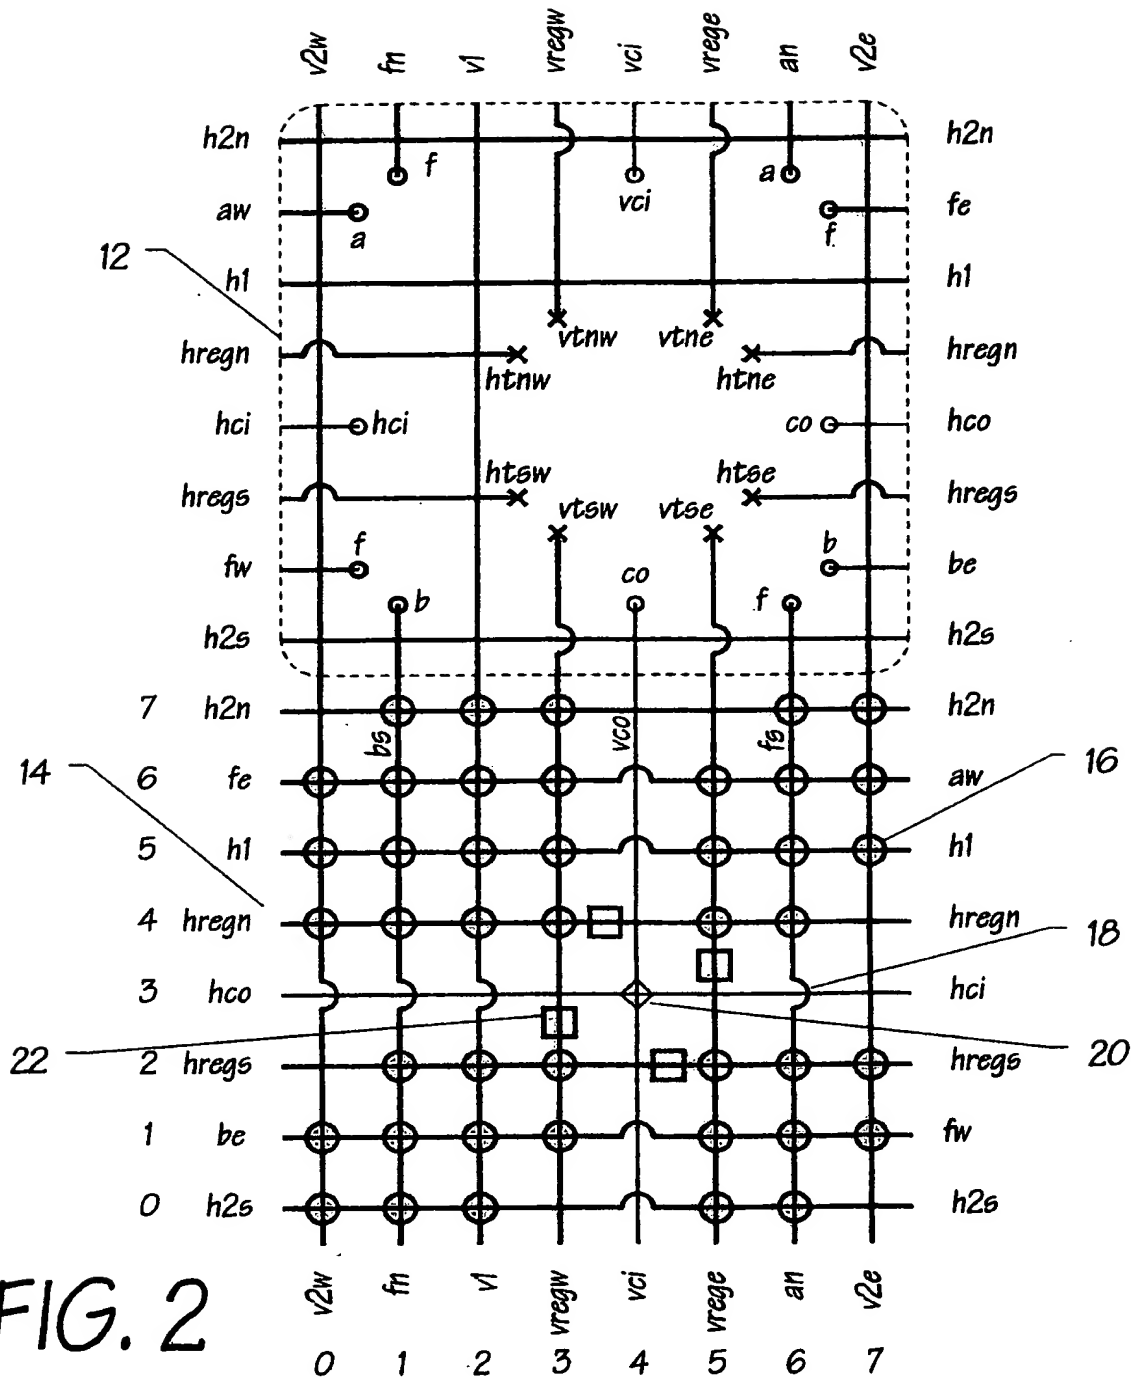 v2w fn v1 vregw vci vrege an v2e
h2n h2n
f a
vci
aw fe
a f
12
h1 h1
vtnw vtne
hregn hregn
htnw htne
hci hci co hco
htsw htse
hregs hregs
vtsw vtse
f b
fw be
co
b f
h2s h2s
7 h2n h2n
bs vco fs
14 6 fe aw 16
5 h1 h1
4 hregn hregn
18
3 hco hci
22 2 hregs hregs 20
1 be fw
0 h2s h2s
v2w fn v1 vregw vci vrege an v2e
FIG. 2
0 1 2 3 4 5 6 7